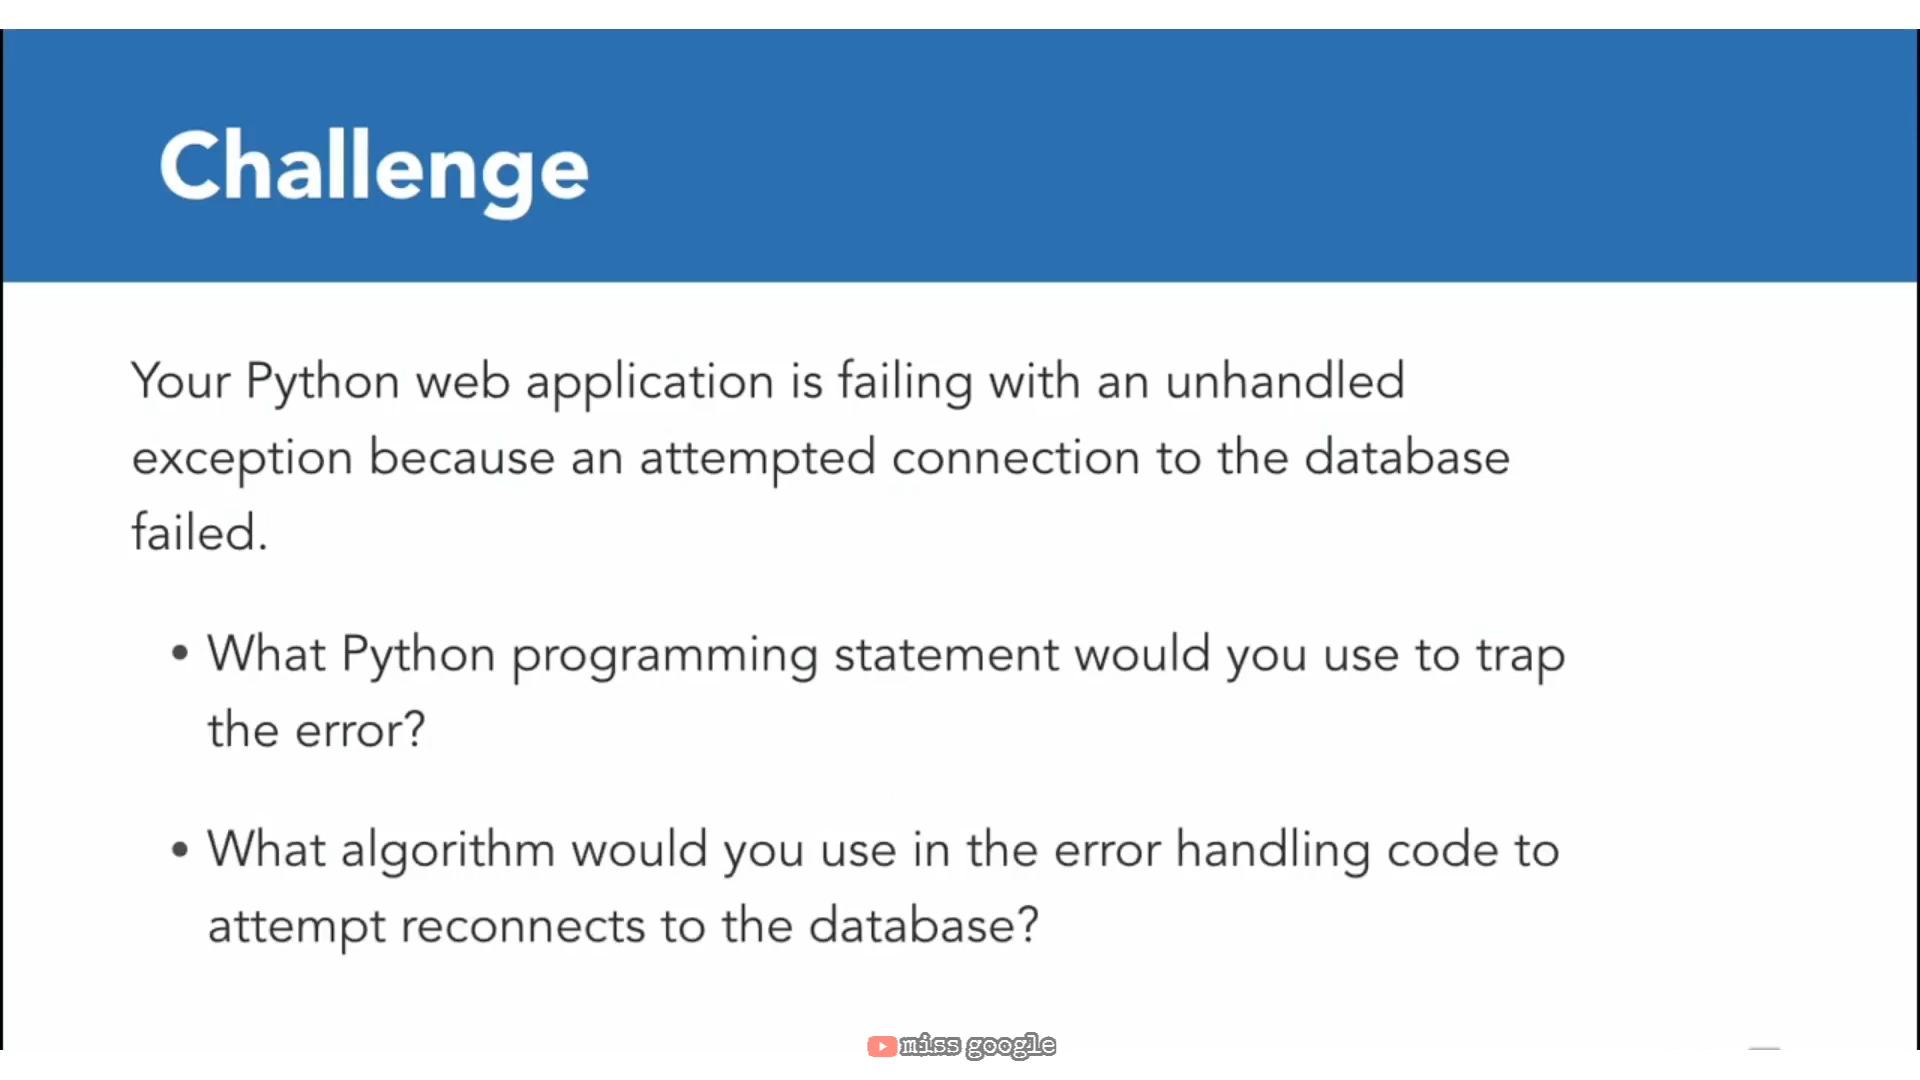 Challenge
Your Python web application is failing with an unhandled
exception because an attempted connection to the database
failed.
• What Python programming statement would you use to trap
the error?
• What algorithm would you use in the error handling code to
attempt reconnects to the database?
miss google